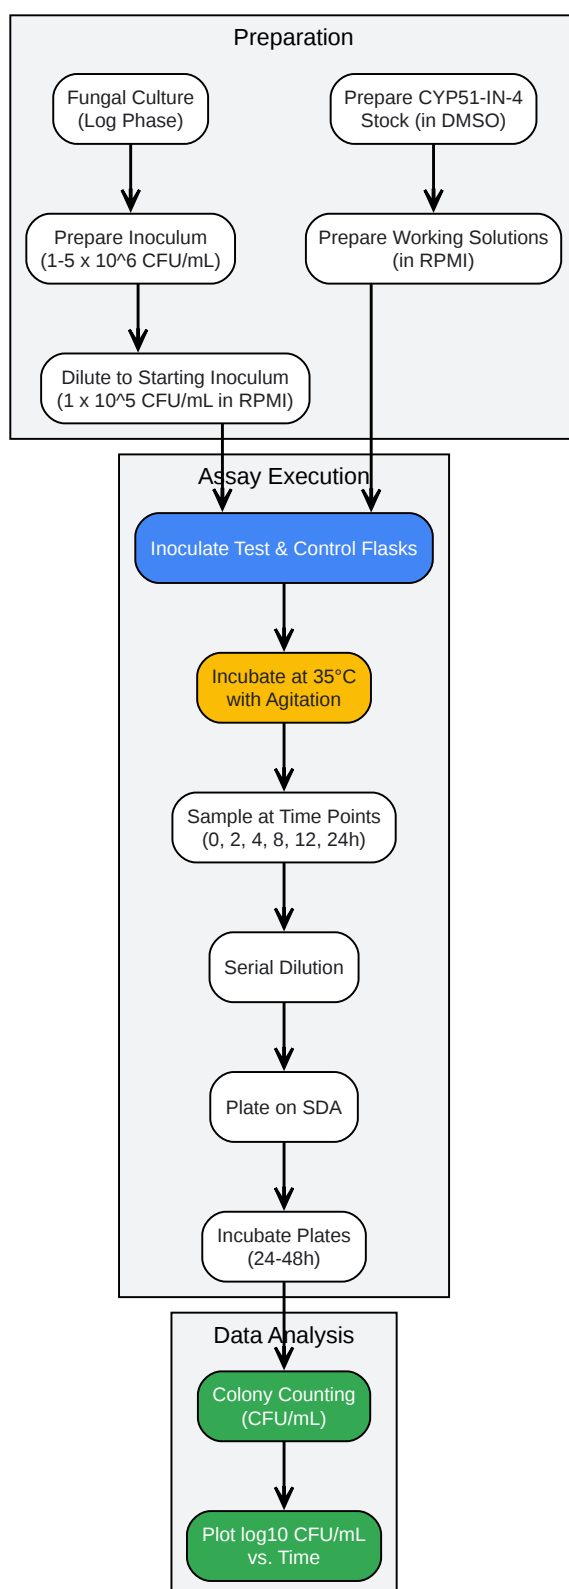 Preparation
Fungal Culture
(Log Phase)
Prepare CYP51-IN-4
Stock (in DMSO)
Prepare Inoculum
(1-5 x 10^6 CFU/mL)
Prepare Working Solutions
(in RPMI)
Dilute to Starting Inoculum
(1 x 10^5 CFU/mL in RPMI)
Assay Execution
Inoculate Test & Control Flasks
Incubate at 35°C
with Agitation
Sample at Time Points
(0, 2, 4, 8, 12, 24h)
Serial Dilution
Plate on SDA
Incubate Plates
(24-48h)
Data Analysis
Colony Counting
(CFU/mL)
Plot log10 CFU/mL
vs. Time